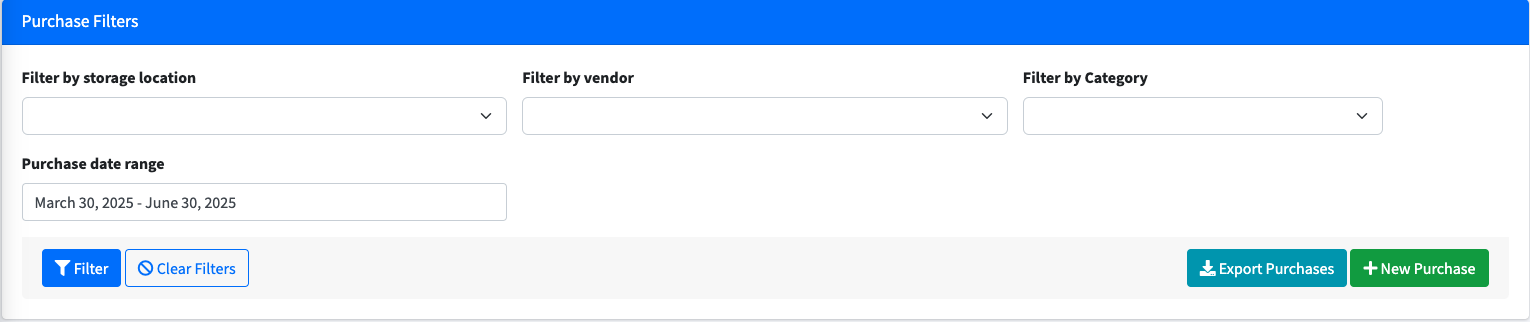 Purchase Filters
Filter by storage location Filter by vendor Filter by Category
Purchase date range
March 30, 2025 - June 30, 2025
Filter Clear Filters Export Purchases New Purchase